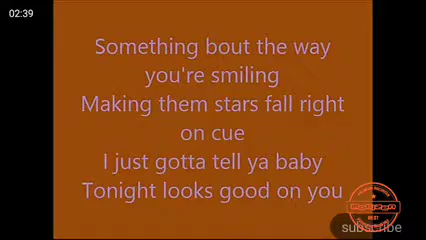 02:39
Something bout the way
you're smiling
Making them stars fall right
on cue
I just gotta tell ya baby
Tonight looks good on you
subscribe